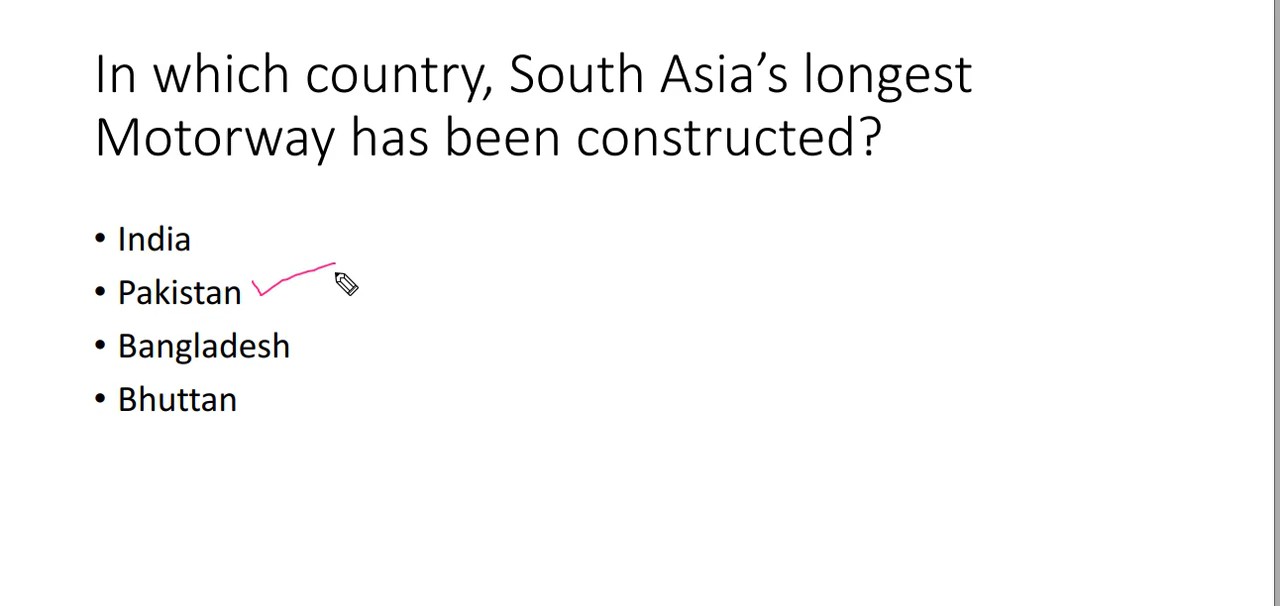 In which country, South Asia’s longest
Motorway has been constructed?
• India
• Pakistan
• Bangladesh
• Bhuttan